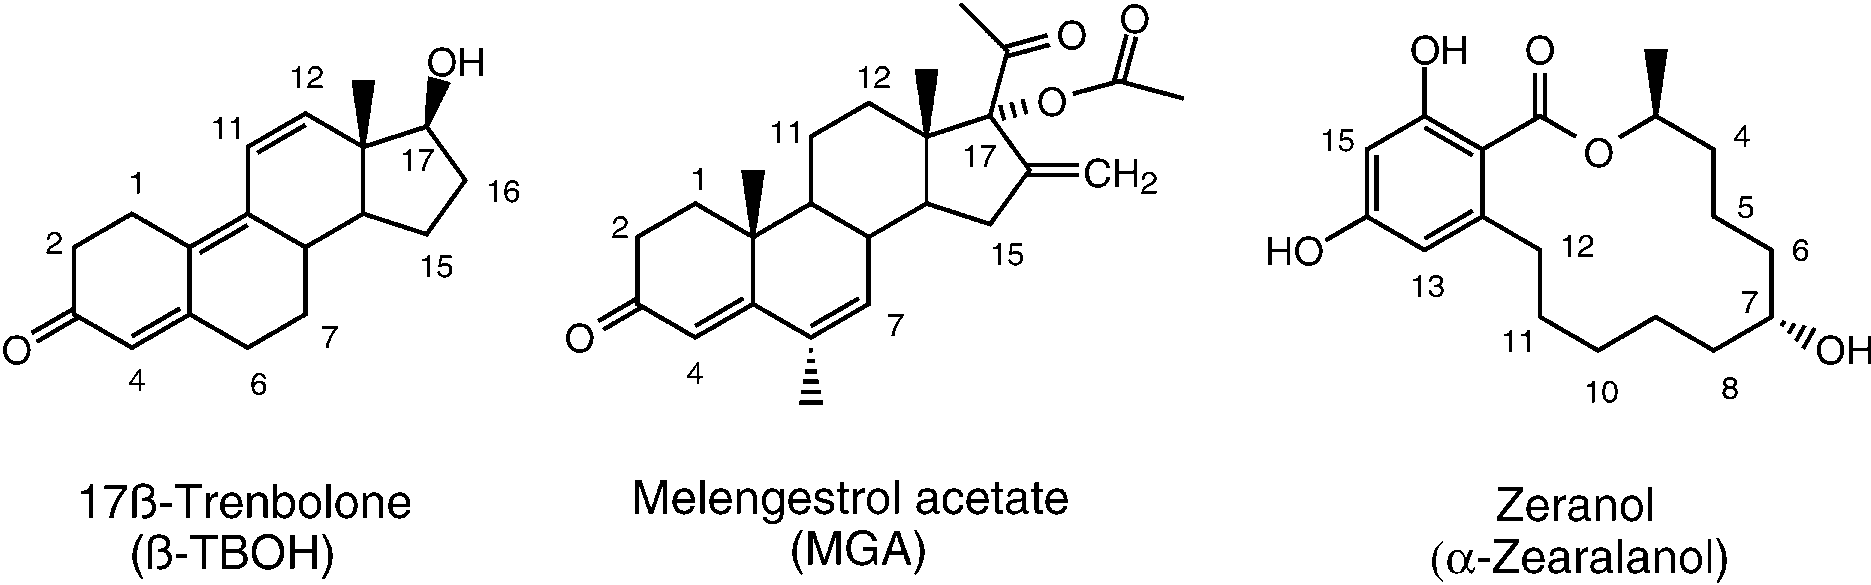 OH
12
11
17
1
16
2
15
7
O
4
6
17ß-Trenbolone
(ß-TBOH)
O
O
12
O
11
17
1
CH2
2
15
O
7
4
Melengestrol acetate
(MGA)
OH
O
15
4
O
5
HO
12
6
13
7
11
OH
10
8
Zeranol
(α-Zearalanol)